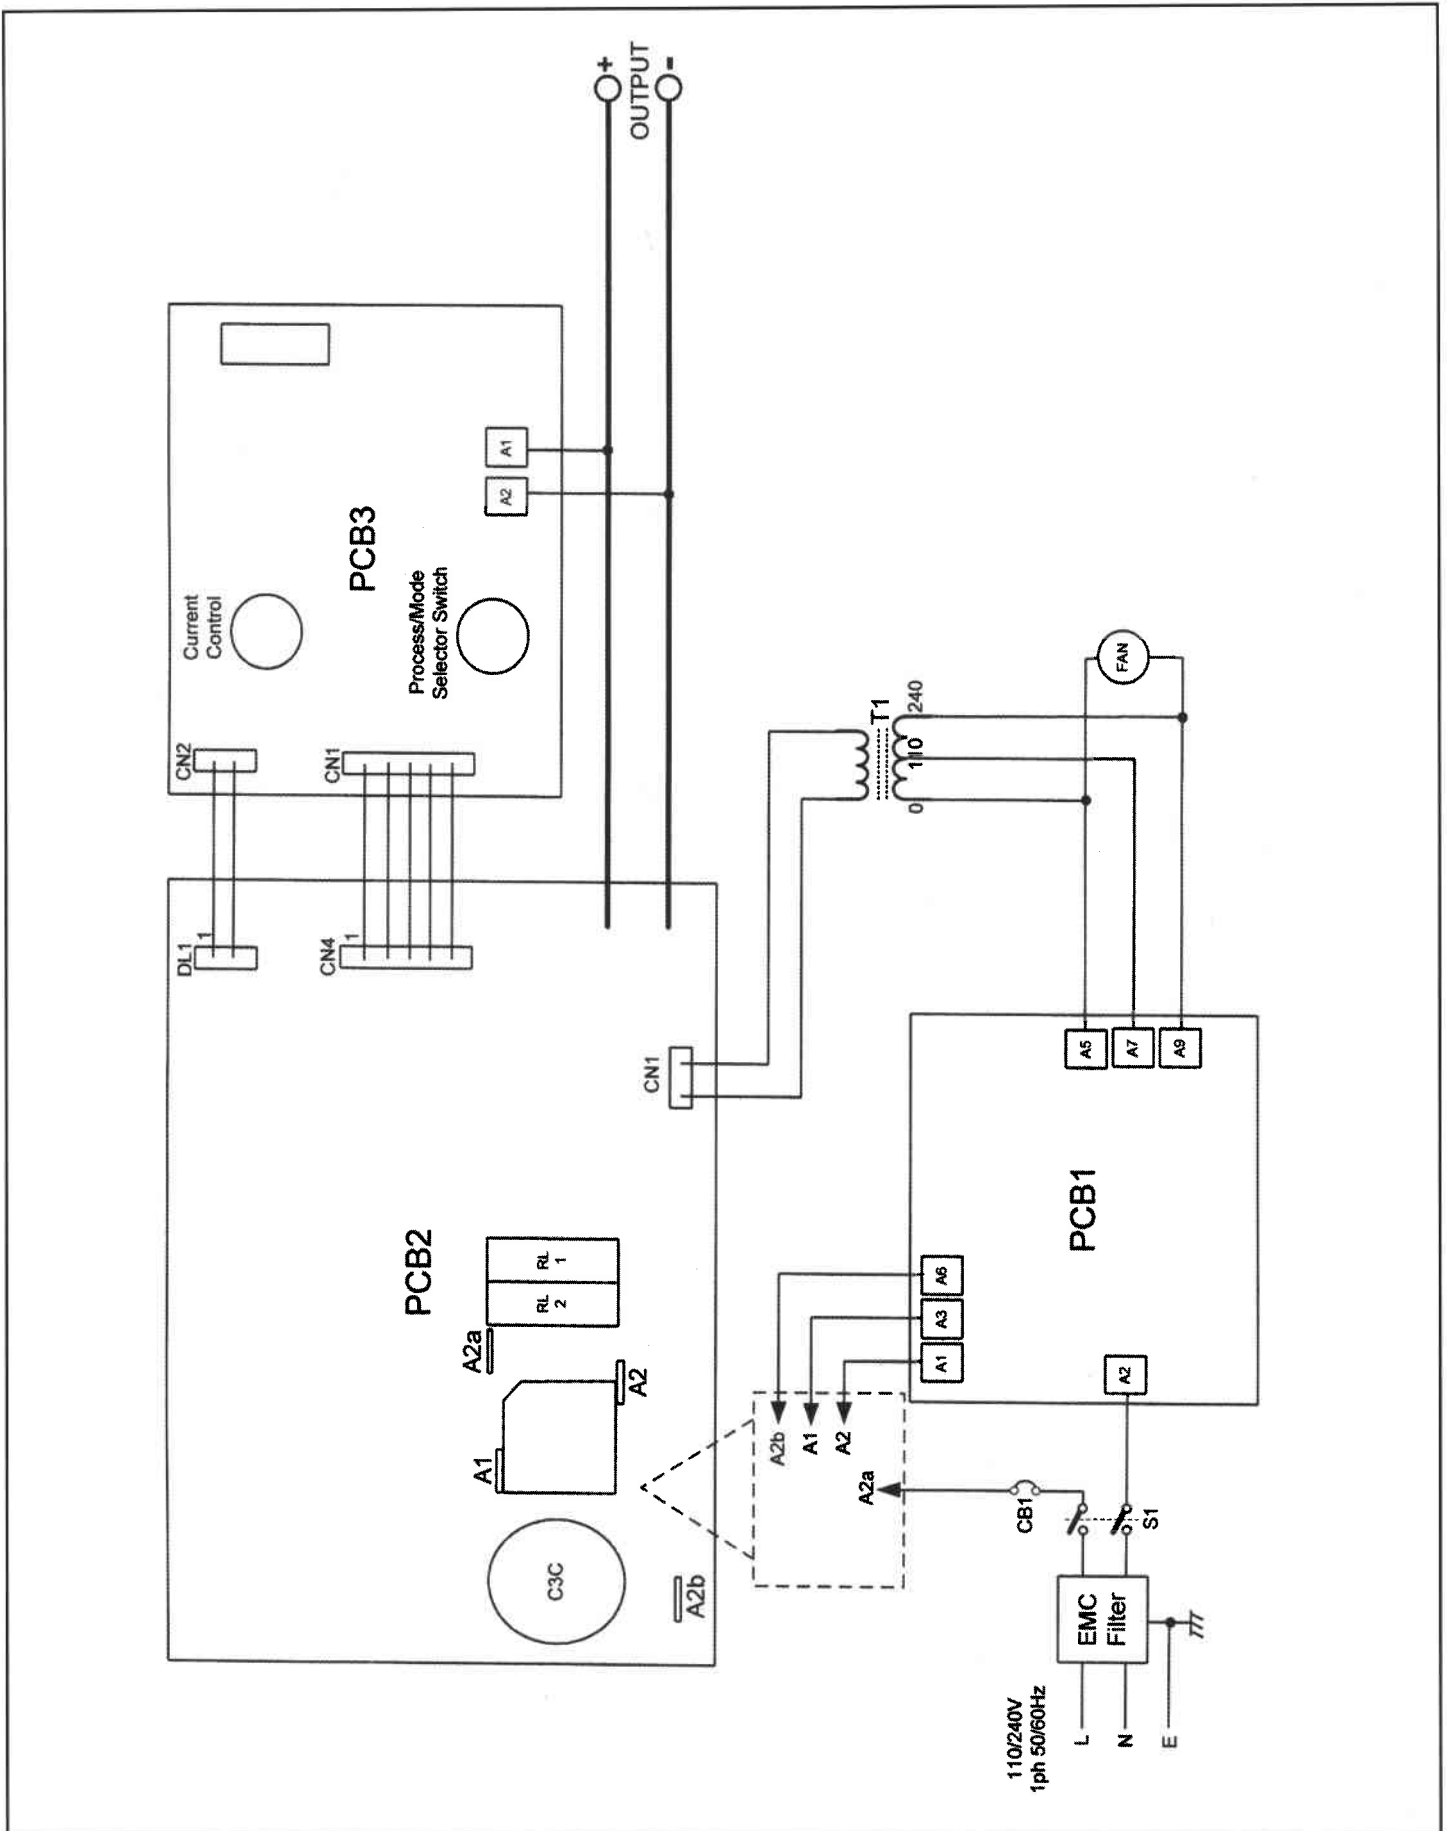 +
OUTPUT
-
Current
Control
PCB3
Process/Mode
Selector Switch
A1
A2
CN2
CN1
DL1
1
CN4
1
PCB2
CN1
RL
1
RL
2
A2a
A2
A1
C3C
A2b
T1
240
110
0
FAN
PCB1
A5
A7
A9
A6
A3
A1
A2
A2b
A1
A2
A2a
CB1
S1
EMC
Filter
110/240V
1ph 50/60Hz
L
N
E